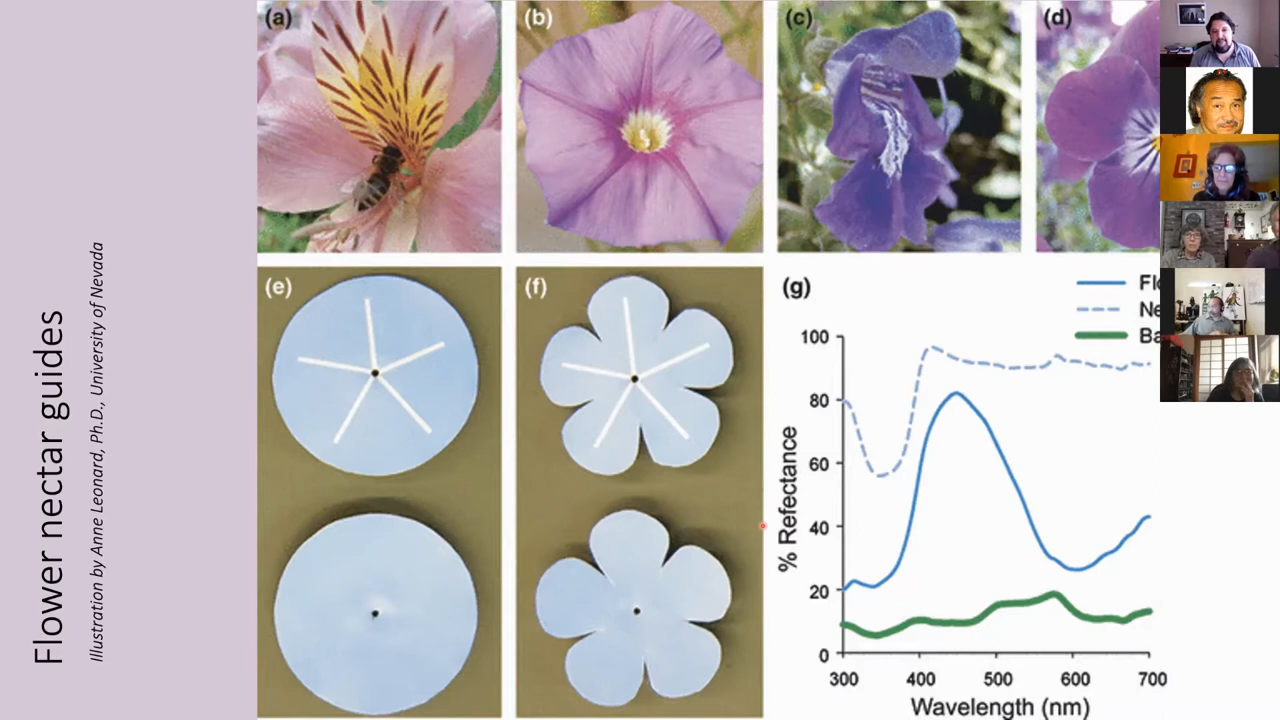 Flower nectar guides
Illustration by Anne Leonard, Ph.D., University of Nevada
(a)
(b)
(c)
(d)
(e)
(f)
(g)
% Refectance
100
80
60
40
20
0
300
400
500
600
700
Wavelength (nm)